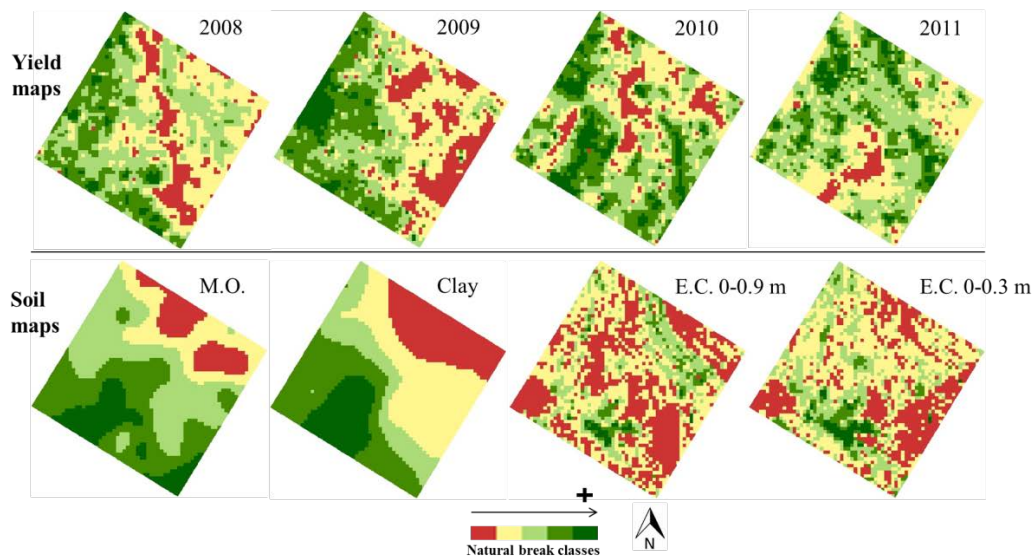 2008
2009
2010
2011
Yield
maps
M.O.
Clay
E.C. 0-0.9 m
E.C. 0-0.3 m
Soil
maps
+
Natural break classes
N